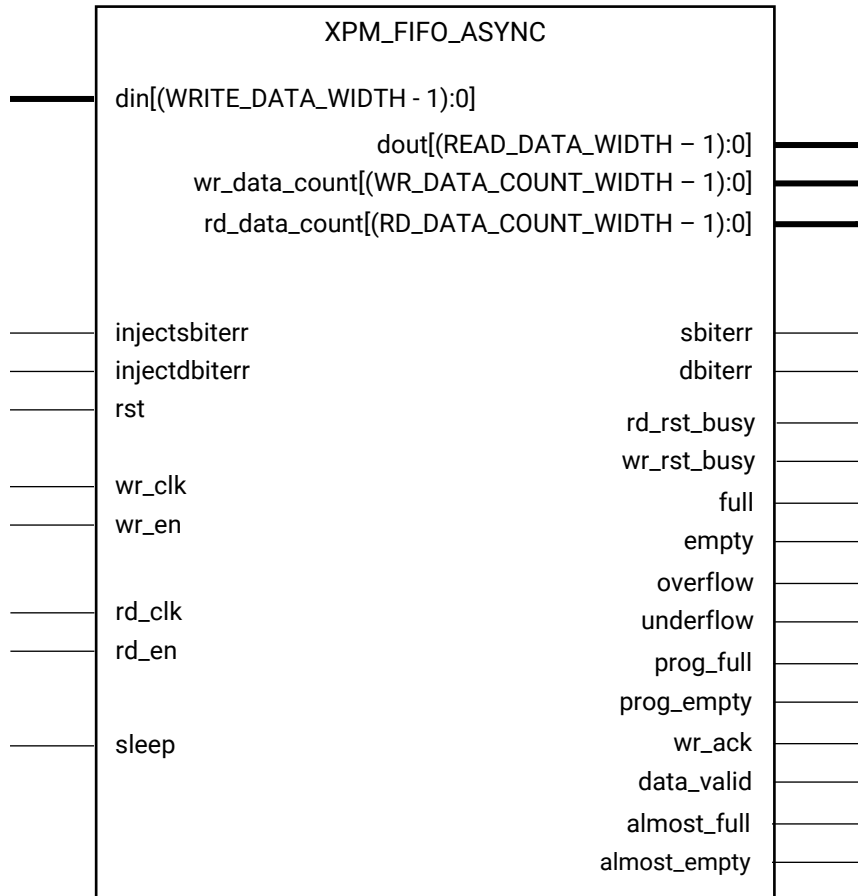 XPM_FIFO_ASYNC
din[(WRITE_DATA_WIDTH - 1):0]
dout[(READ_DATA_WIDTH – 1):0]
wr_data_count[(WR_DATA_COUNT_WIDTH – 1):0]
rd_data_count[(RD_DATA_COUNT_WIDTH – 1):0]
injectsbiterr
sbiterr
injectdbiterr
dbiterr
rst
rd_rst_busy
wr_rst_busy
wr_clk
full
wr_en
empty
overflow
rd_clk
underflow
rd_en
prog_full
prog_empty
sleep
wr_ack
data_valid
almost_full
almost_empty